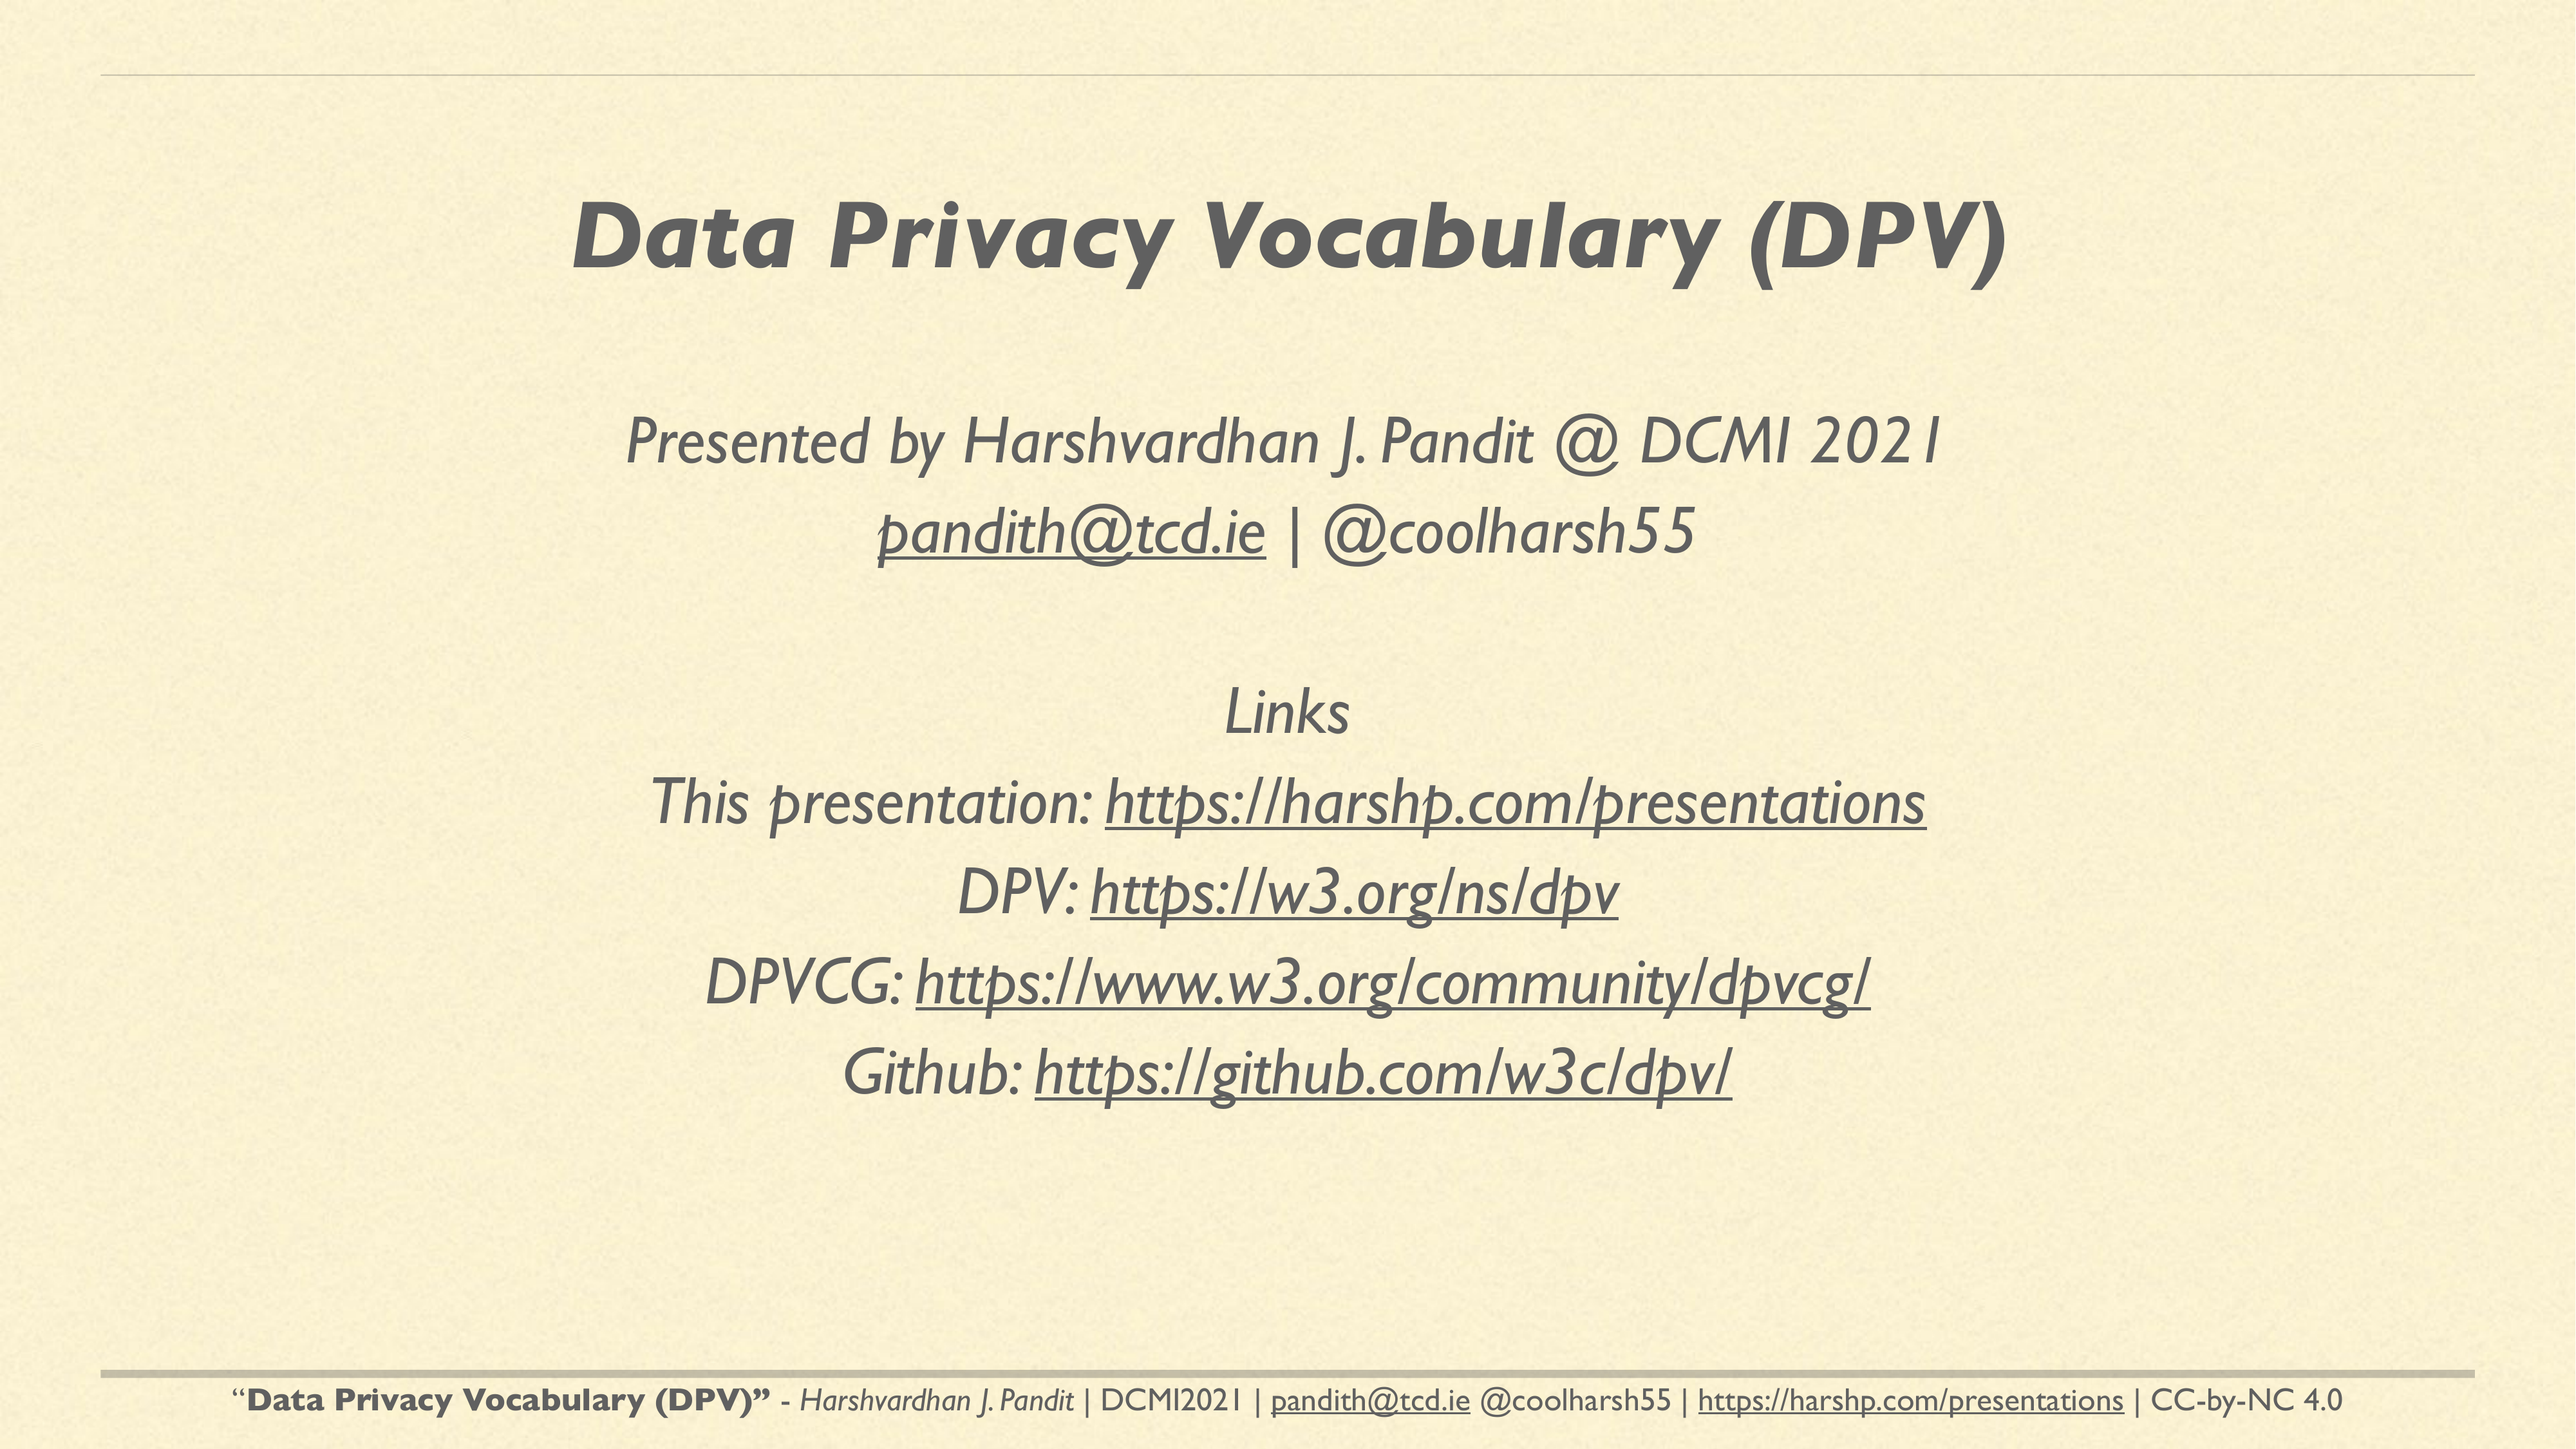 Data Privacy Vocabulary (DPV)
Presented by Harshvardhan J. Pandit @ DCMI 2021
pandith@tcd.ie | @coolharsh55
Links
This presentation: https://harshp.com/presentations
DPV: https://w3.org/ns/dpv
DPVCG: https://www.w3.org/community/dpvcg/
Github: https://github.com/w3c/dpv/
“Data Privacy Vocabulary (DPV)” - Harshvardhan J. Pandit | DCMI2021 | pandith@tcd.ie @coolharsh55 | https://harshp.com/presentations | CC-by-NC 4.0